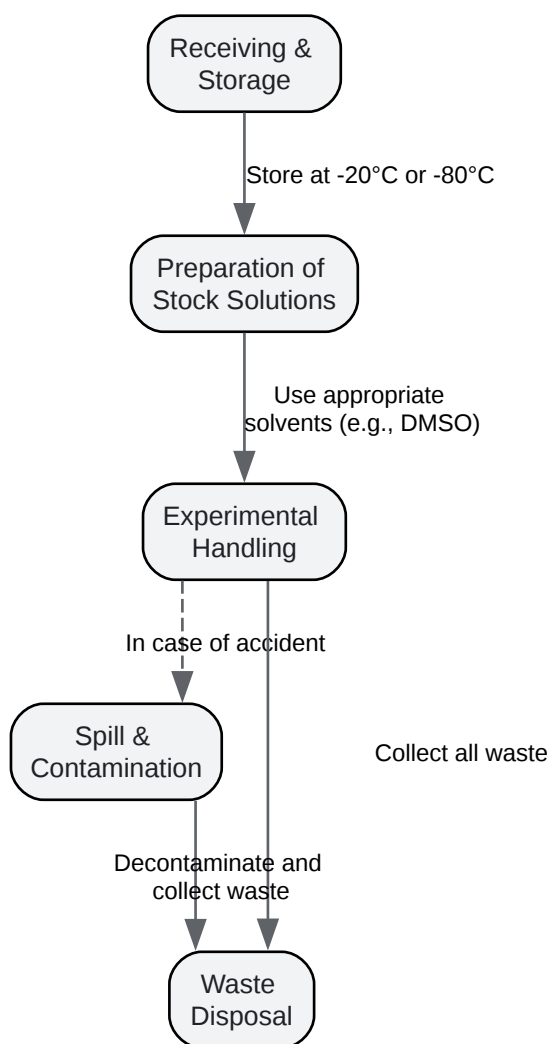 Receiving &
Storage
Store at -20°C or -80°C
Preparation of
Stock Solutions
Use appropriate
solvents (e.g., DMSO)
Experimental
Handling
In case of accident
Spill &
Contamination
Collect all waste
Decontaminate and
collect waste
Waste
Disposal